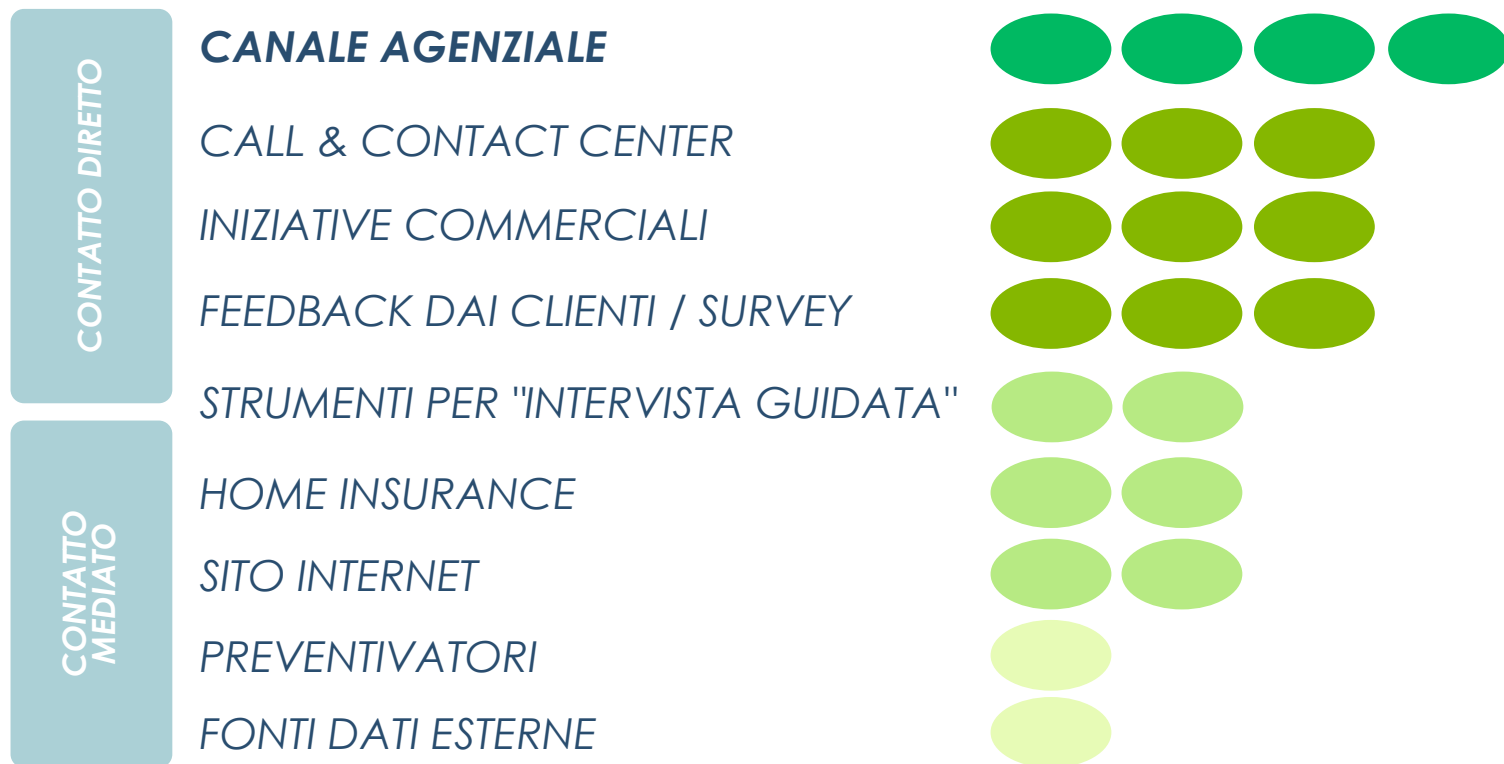 CONTATTO DIRETTO
CANALE AGENZIALE
CALL & CONTACT CENTER
INIZIATIVE COMMERCIALI
FEEDBACK DAI CLIENTI / SURVEY
STRUMENTI PER "INTERVISTA GUIDATA"
CONTATTO
MEDIATO
HOME INSURANCE
SITO INTERNET
PREVENTIVATORI
FONTI DATI ESTERNE